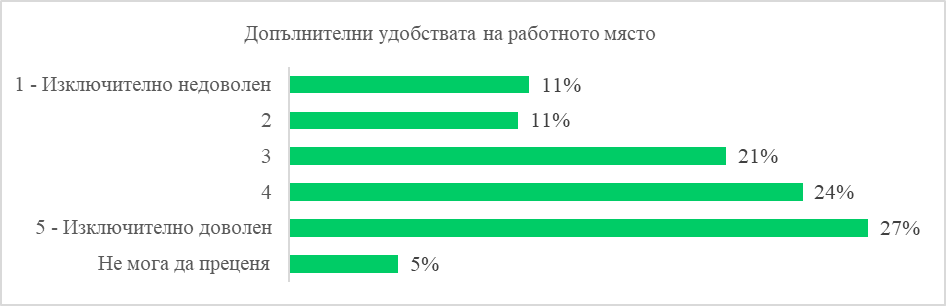 Допълнителни удобствата на работното място
1 - Изключително недоволен 11%
2 11%
3 21%
4 24%
5 - Изключително доволен 27%
Не мога да преценя 5%